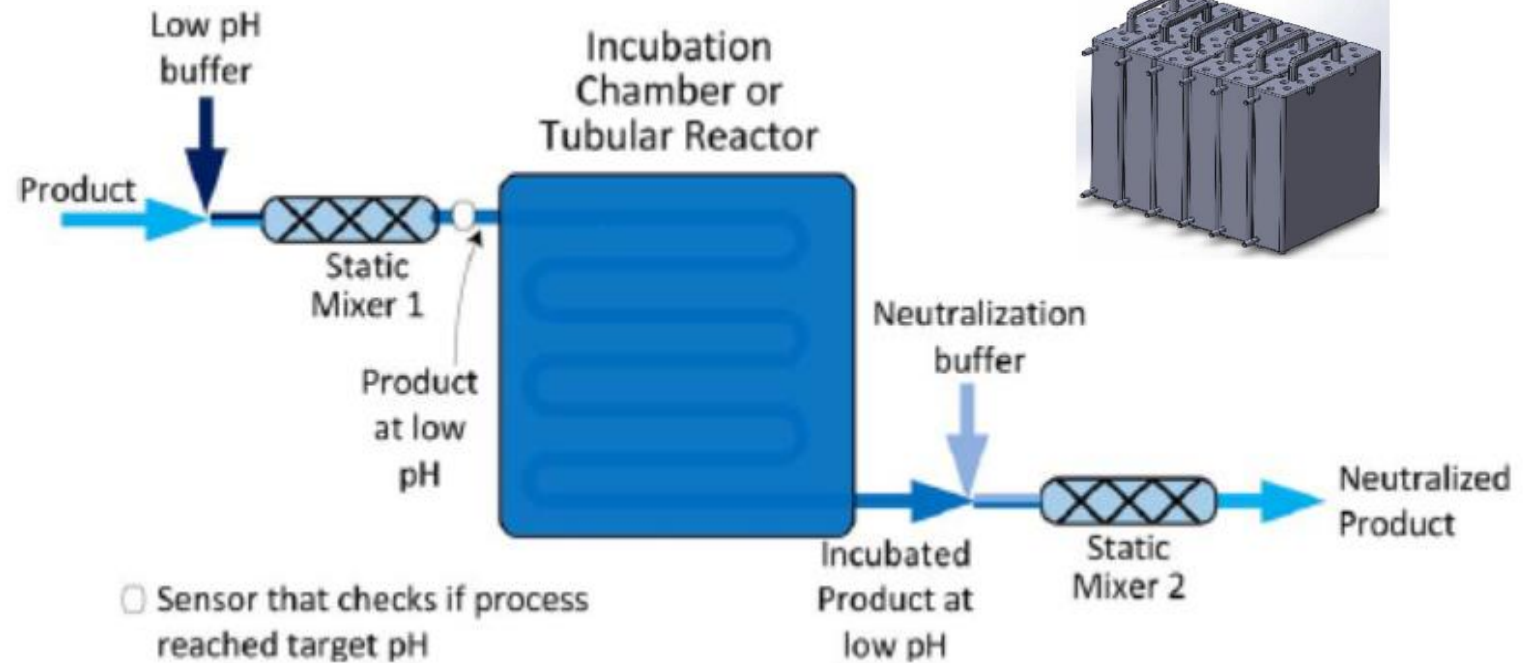 Low pH
buffer
Incubation
Chamber or
Tubular Reactor
Product
Static
Mixer 1
Product
at low
pH
Neutralization
buffer
Neutralized
Product
Static
Mixer 2
Incubated
Product at
low pH
Sensor that checks if process
reached target pH